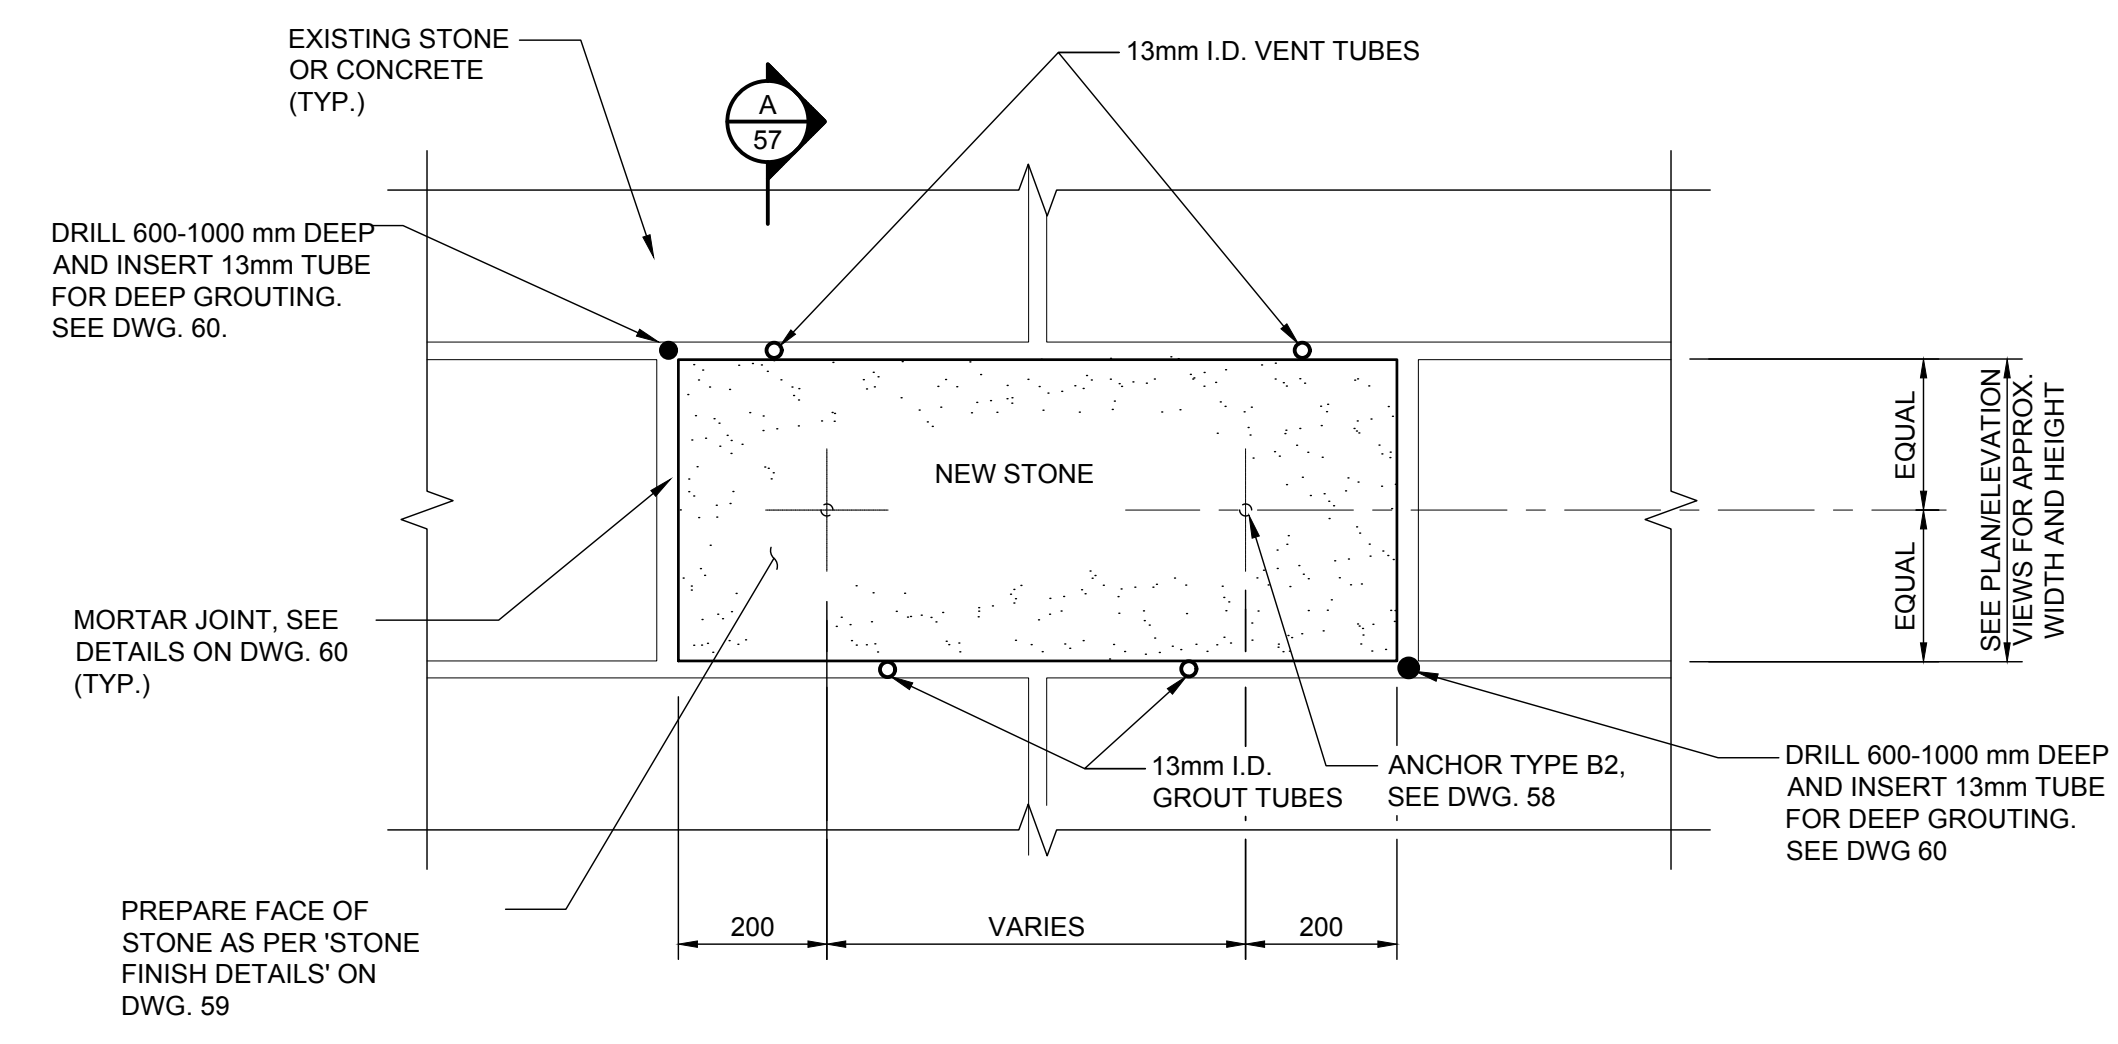 EXISTING STONE
OR CONCRETE
(TYP.)
A
57
13mm I.D. VENT TUBES
DRILL 600-1000 mm DEEP
AND INSERT 13mm TUBE
FOR DEEP GROUTING.
SEE DWG. 60.
NEW STONE
EQUAL
EQUAL
SEE PLAN/ELEVATION
VIEWS FOR APPROX.
WIDTH AND HEIGHT
MORTAR JOINT, SEE
DETAILS ON DWG. 60
(TYP.)
13mm I.D.
GROUT TUBES
ANCHOR TYPE B2,
SEE DWG. 58
DRILL 600-1000 mm DEEP
AND INSERT 13mm TUBE
FOR DEEP GROUTING.
SEE DWG 60
PREPARE FACE OF
STONE AS PER 'STONE
FINISH DETAILS' ON
DWG. 59
200
VARIES
200